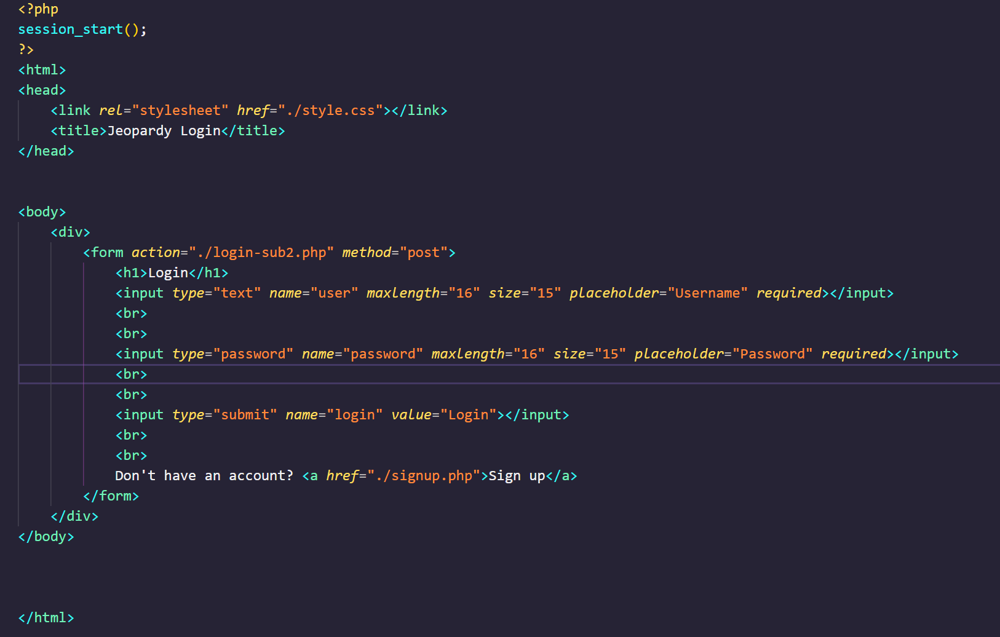 <?php
session_start();
?>
<html>
<head>
    <link rel="stylesheet" href="./style.css"></link>
    <title>Jeopardy Login</title>
</head>
<body>
    <div>
        <form action="./login-sub2.php" method="post">
            <h1>Login</h1>
            <input type="text" name="user" maxlength="16" size="15" placeholder="Username" required></input>
            <br>
            <br>
            <input type="password" name="password" maxlength="16" size="15" placeholder="Password" required></input>
            <br>
            <br>
            <input type="submit" name="login" value="Login"></input>
            <br>
            <br>
            Don't have an account? <a href="./signup.php">Sign up</a>
        </form>
    </div>
</body>
</html>